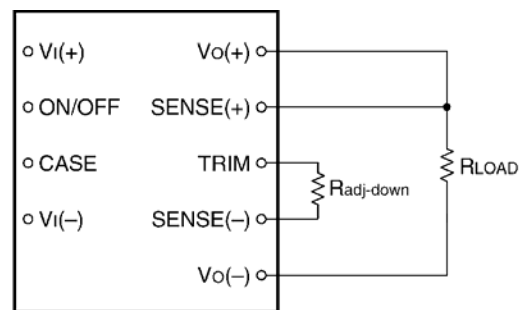 VI(+) VO(+)
ON/OFF SENSE(+)
CASE TRIM RLOAD
Radj-down
VI(–) SENSE(–)
VO(–)